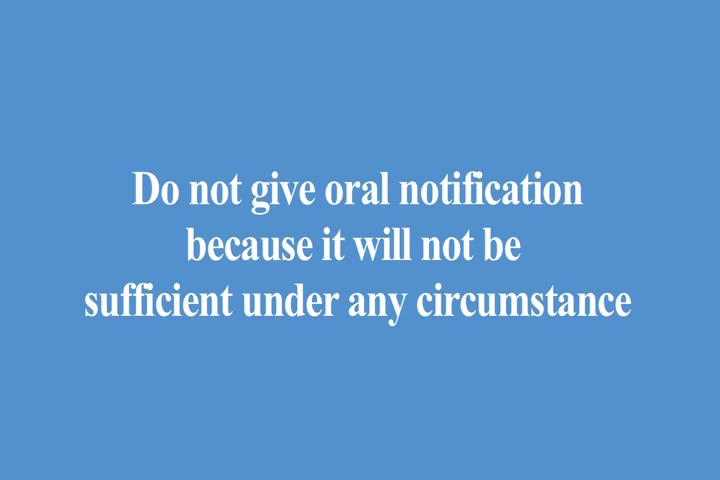 Do not give oral notification
because it will not be
sufficient under any circumstance